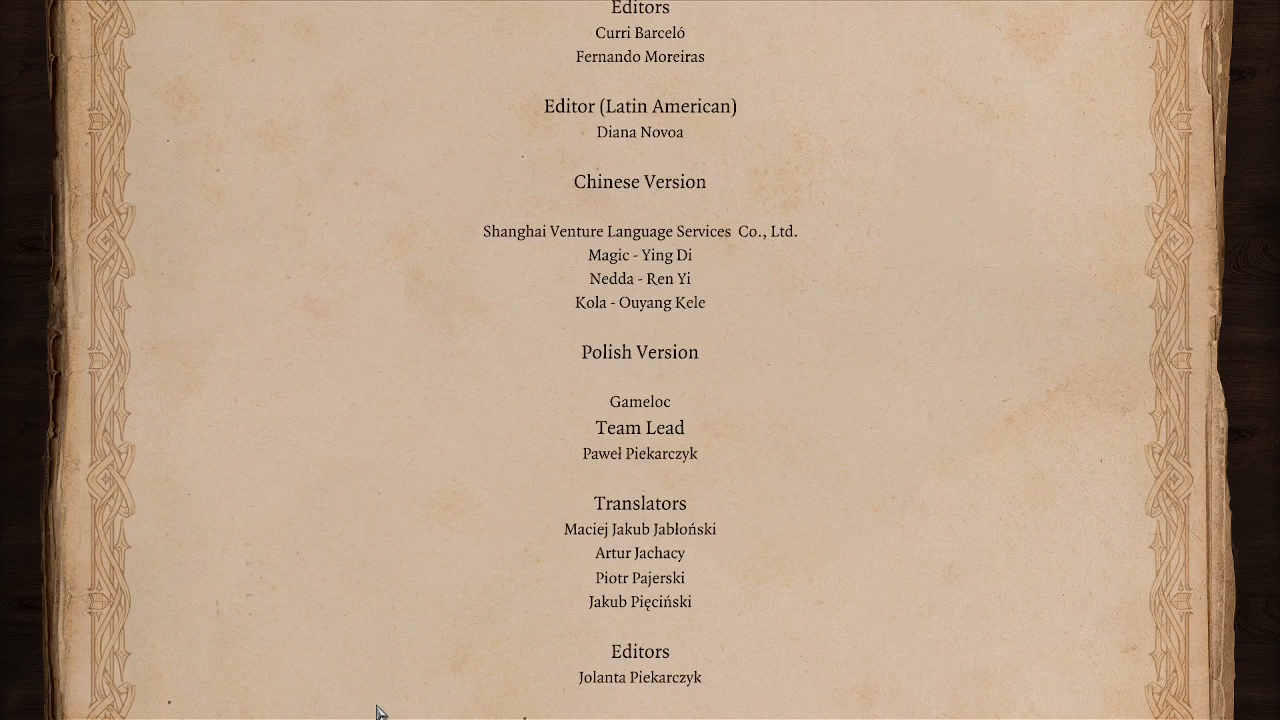 Editors
Curri Barceló
Fernando Moreiras
Editor (Latin American)
Diana Novoa
Chinese Version
Shanghai Venture Language Services  Co., Ltd.
Magic - Ying Di
Nedda - Ren Yi
Kola - Ouyang Kele
Polish Version
Gameloc
Team Lead
Paweł Piekarczyk
Translators
Maciej Jakub Jabłoński
Artur Jachacy
Piotr Pajerski
Jakub Pięciński
Editors
Jolanta Piekarczyk